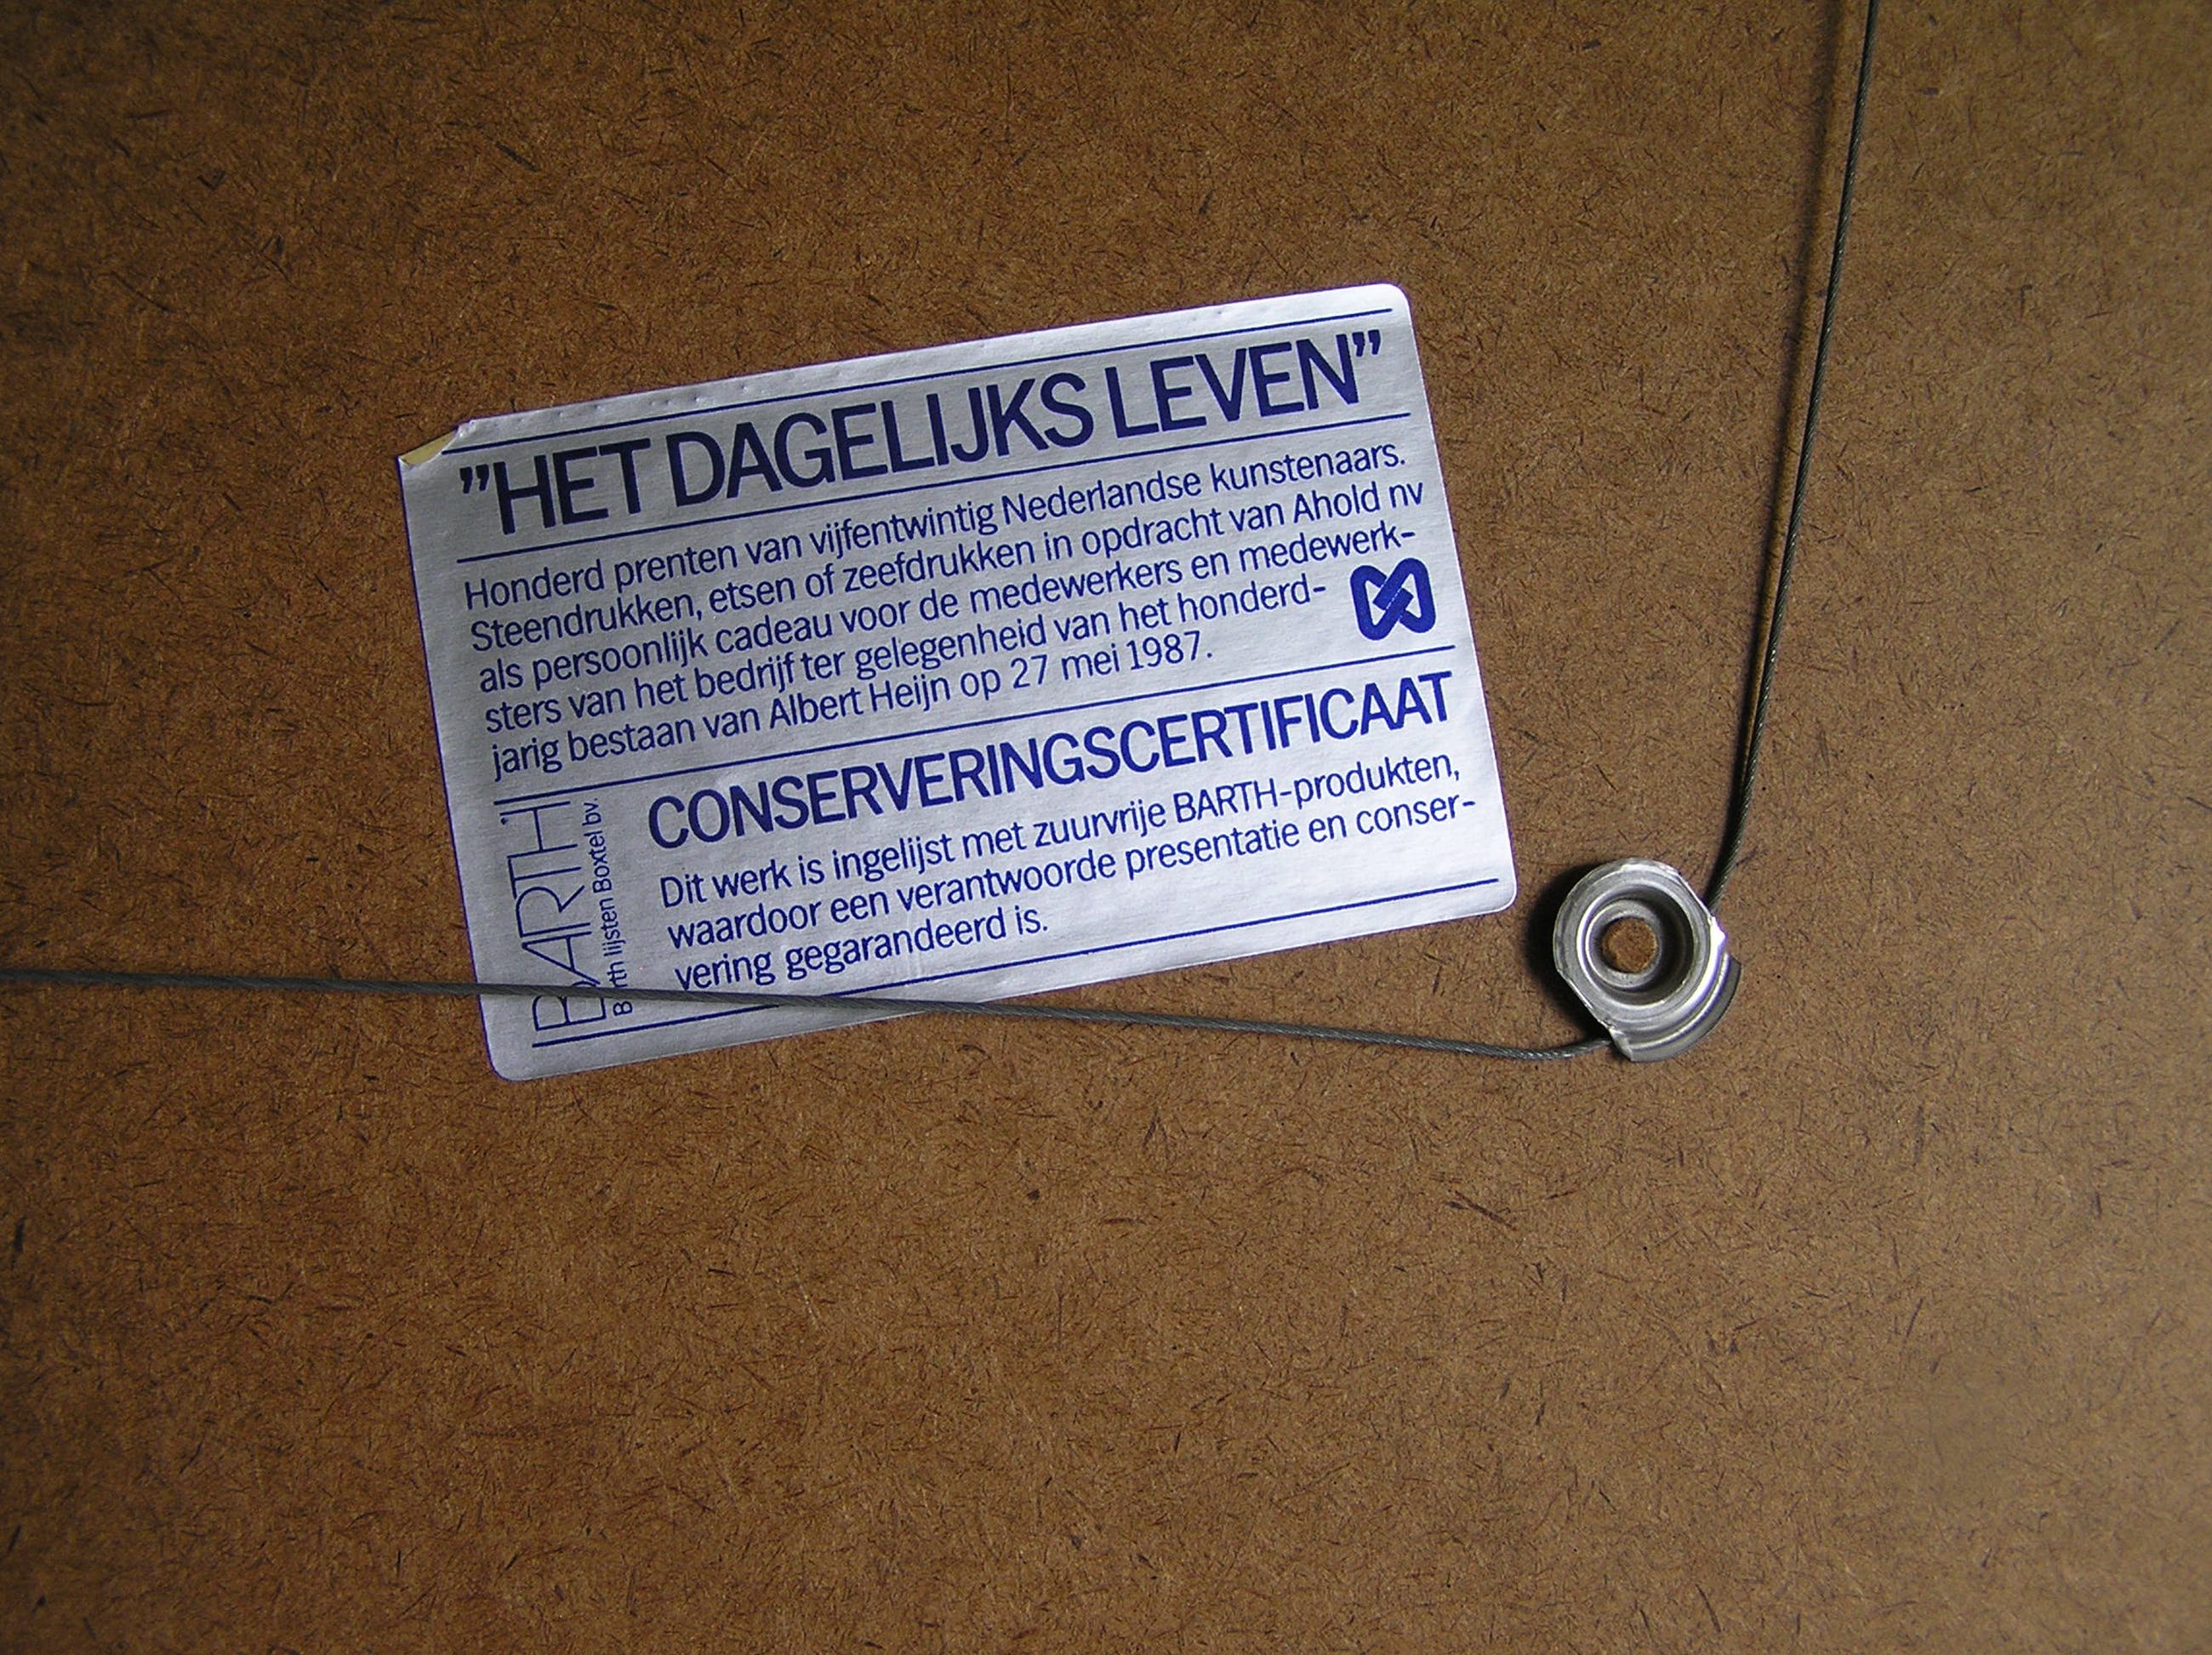 ”HET DAGELIJKS LEVEN”
Honderd prenten van vijfentwintig Nederlandse kunstenaars.
Steendrukken, etsen of zeefdrukken in opdracht van Ahold nv
als persoonlijk cadeau voor de medewerkers en medewerk-
sters van het bedrijf ter gelegenheid van het honderd-
jarig bestaan van Albert Heijn op 27 mei 1987.
CONSERVERINGSCERTIFICAAT
Dit werk is ingelijst met zuurvrije BARTH-produkten,
waardoor een verantwoorde presentatie en conser-
vering gegarandeerd is.
BARTH
Barth lijsten Boxtel bv.